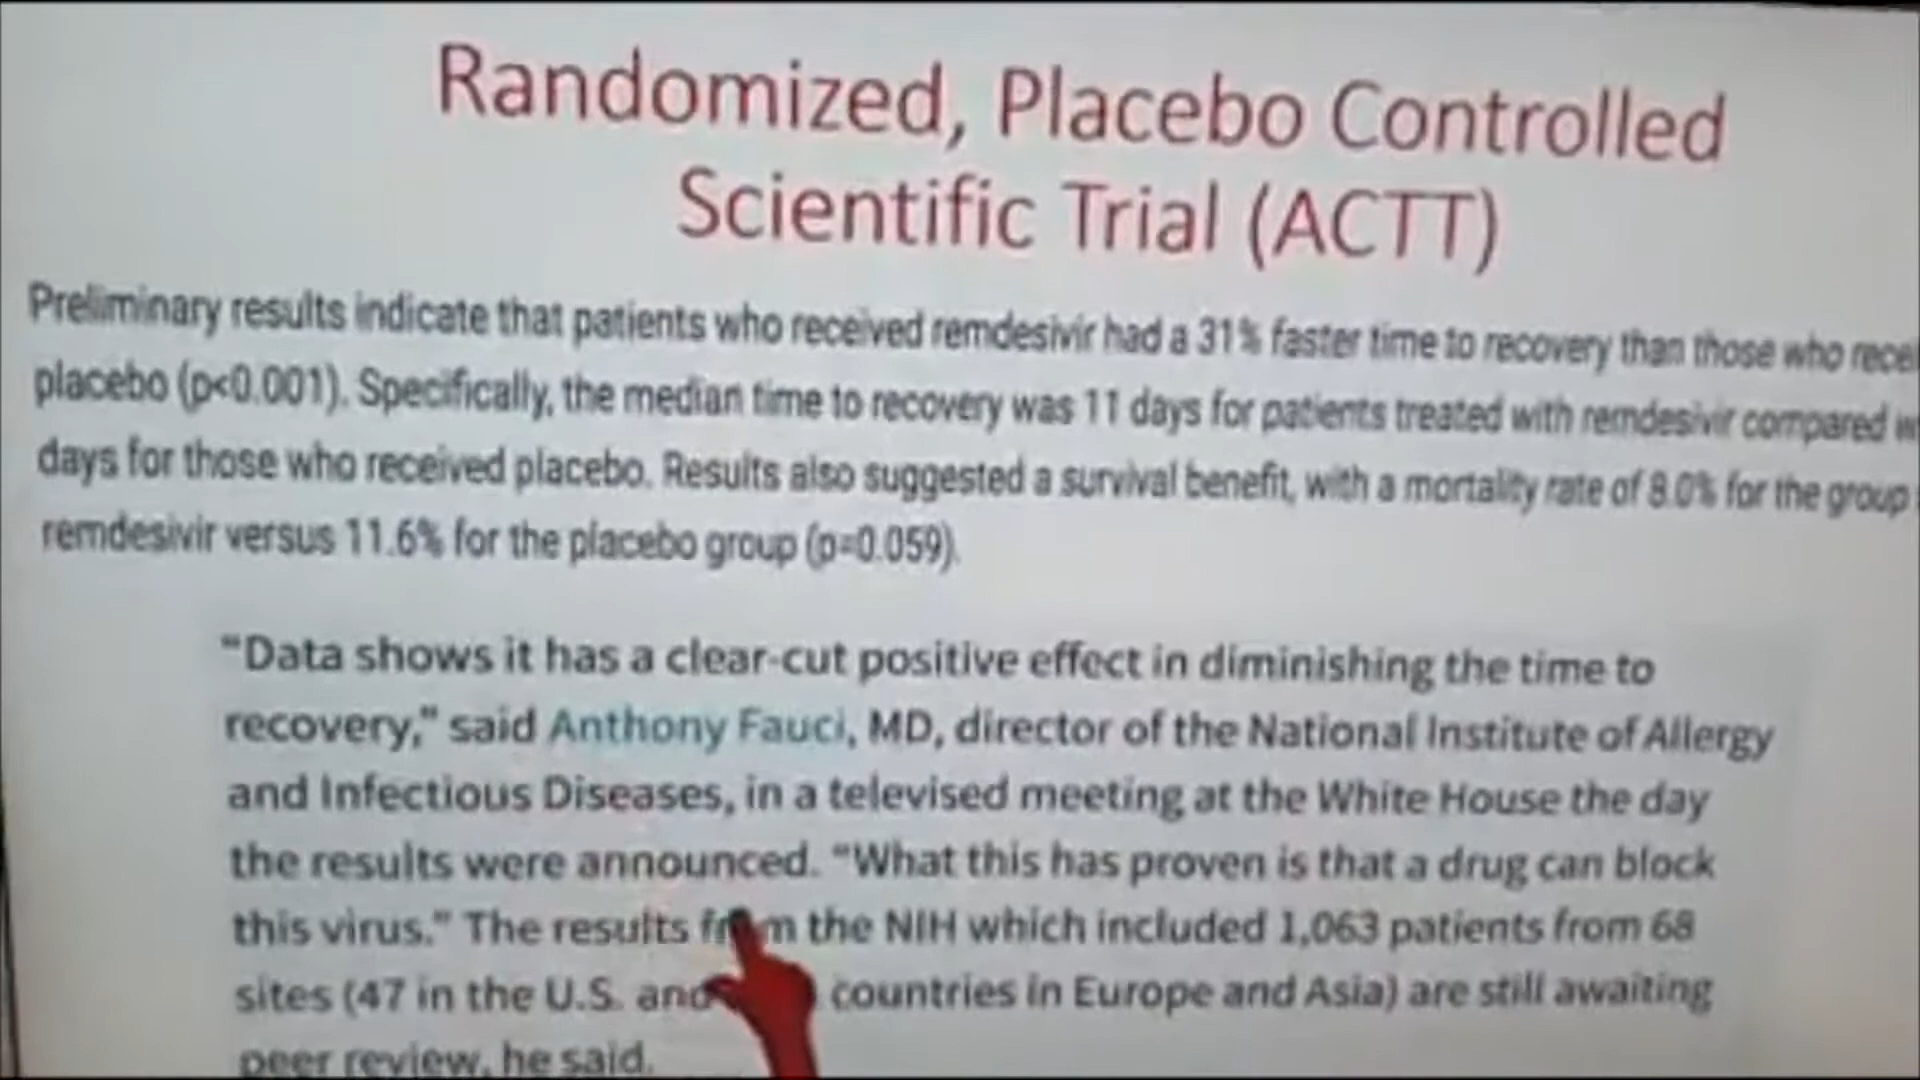 Randomized, Placebo Controlled
Scientific Trial (ACTT)
Preliminary results indicate that patients who received remdesivir had a 31% faster time to recovery than those who recei
placebo (p<0.001). Specifically, the median time to recovery was 11 days for patients treated with remdesivir compared w
days for those who received placebo. Results also suggested a survival benefit, with a mortality rate of 8.0% for the group
remdesivir versus 11.6% for the placebo group (p=0.059).
"Data shows it has a clear-cut positive effect in diminishing the time to
recovery," said Anthony Fauci, MD, director of the National Institute of Allergy
and Infectious Diseases, in a televised meeting at the White House the day
the results were announced. "What this has proven is that a drug can block
this virus." The results from the NIH which included 1,063 patients from 68
sites (47 in the U.S. and countries in Europe and Asia) are still awaiting
peer review, he said.